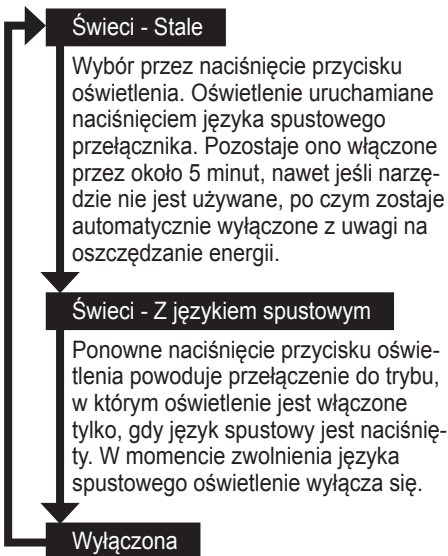 Świeci - Stale
Wybór przez naciśnięcie przycisku
oświetlenia. Oświetlenie uruchamiane
naciśnięciem języka spustowego
przełącznika. Pozostaje ono włączone
przez około 5 minut, nawet jeśli narzę-
dzie nie jest używane, po czym zostaje
automatycznie wyłączone z uwagi na
oszczędzanie energii.
Świeci - Z językiem spustowym
Ponowne naciśnięcie przycisku oświe-
tlenia powoduje przełączenie do trybu,
w którym oświetlenie jest włączone
tylko, gdy język spustowy jest naciśnię-
ty. W momencie zwolnienia języka
spustowego oświetlenie wyłącza się.
Wyłączona